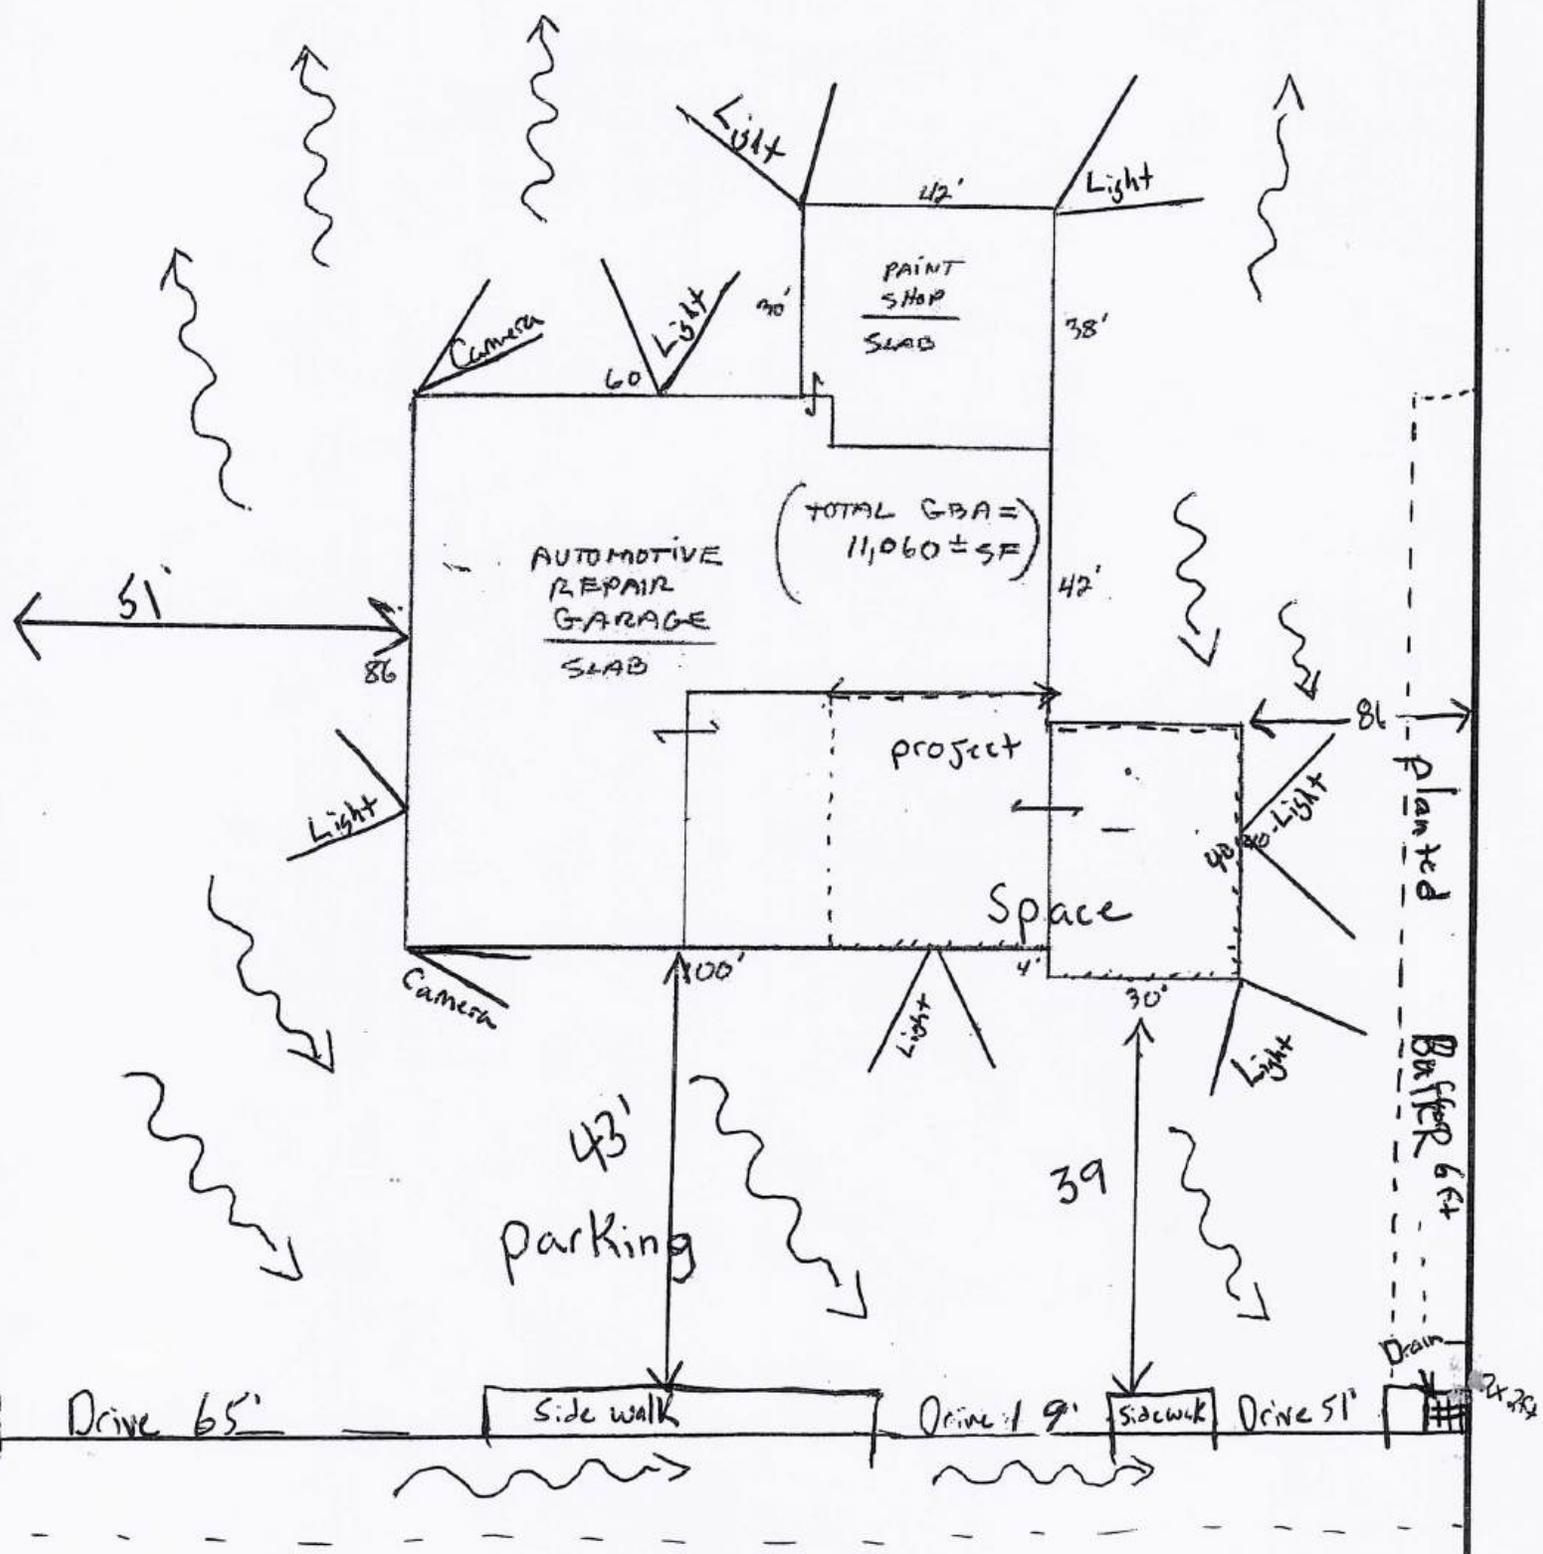 Light
42'
Light
PAINT
SHOP
SLAB
30'
38'
Camera
Light
60
(TOTAL GBA =
11,060 ± SF)
AUTOMOTIVE
REPAIR
GARAGE
SLAB
51'
86
42'
86
project
Light
Light
40
planted
Space
100'
4'
30'
Camera
Light
Light
Buffer 6ft
43'
39
parking
Drain
Drive 65'
Side walk
Drive 19'
Sidewalk
Drive 51'